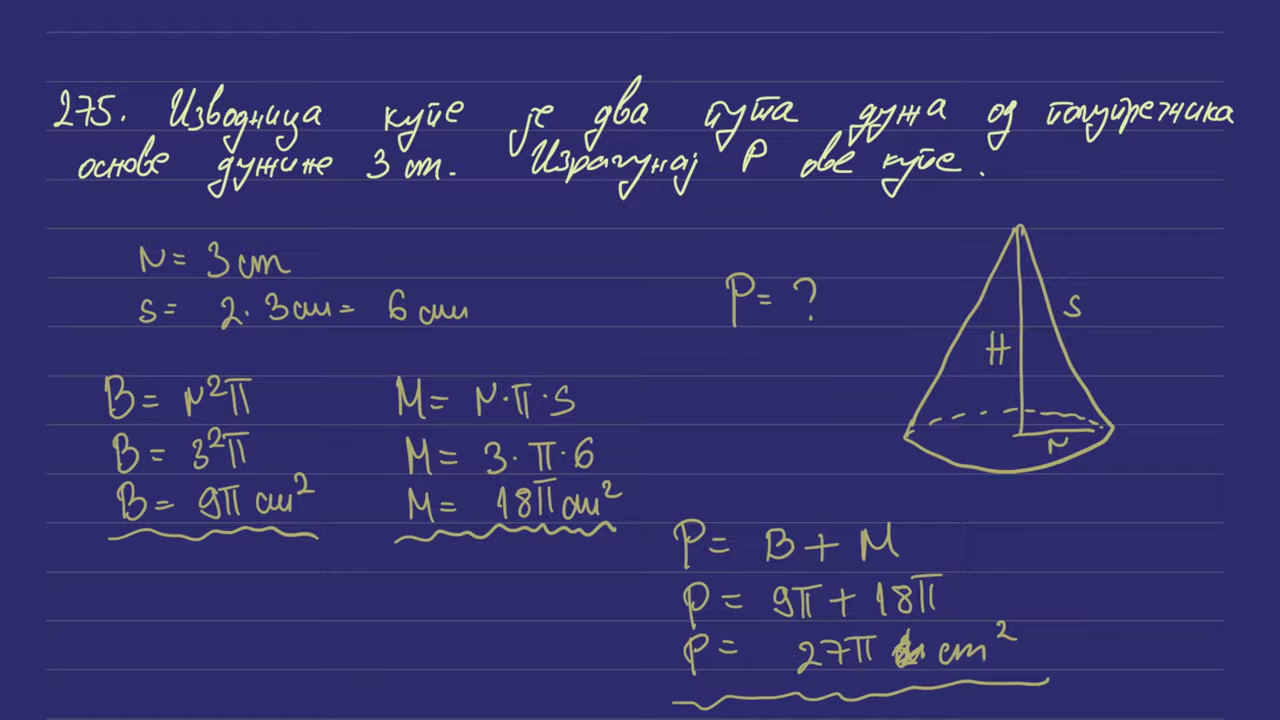 275. Изводница купе је два пута дужа од полупречника
основе дужине 3 cm. Израчунај P ове купе.
r = 3 cm
s = 2 · 3 cm = 6 cm
P = ?
s
H
r
B = r²π
B = 3²π
B = 9π cm²
M = r · π · s
M = 3 · π · 6
M = 18π cm²
P = B + M
P = 9π + 18π
P = 27π cm²